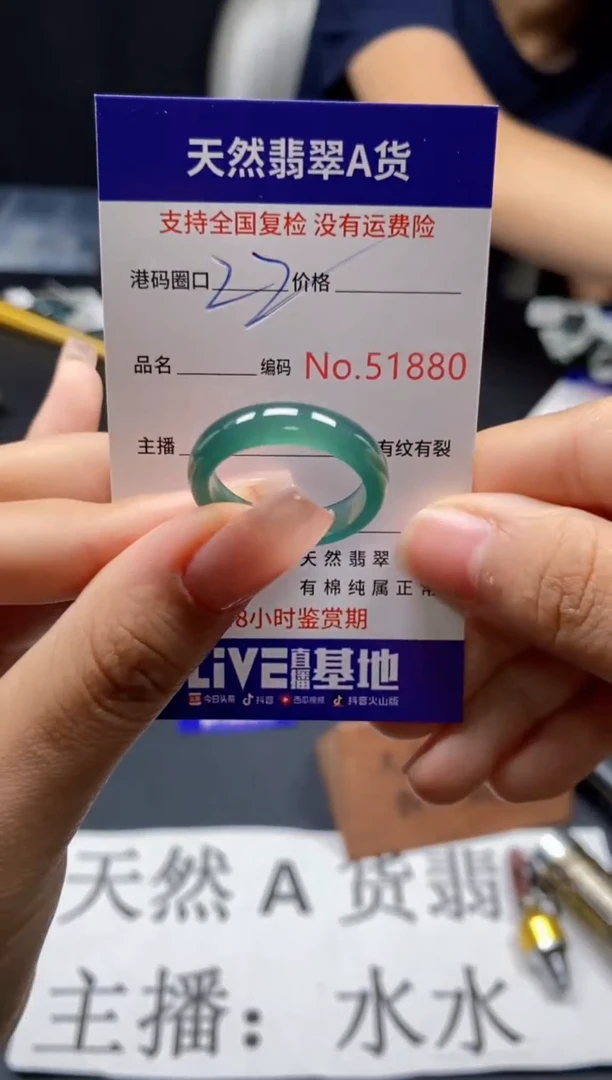 天然翡翠A货
支持全国复检 没有运费险
港码圈口 22 价格
品名 编码 No.51880
主播 有纹有裂
天然翡翠
有棉纯属正常
8小时鉴赏期
LiVE直播基地
今日头条 抖音 西瓜视频 抖音火山版
天然A货翡
主播：水水